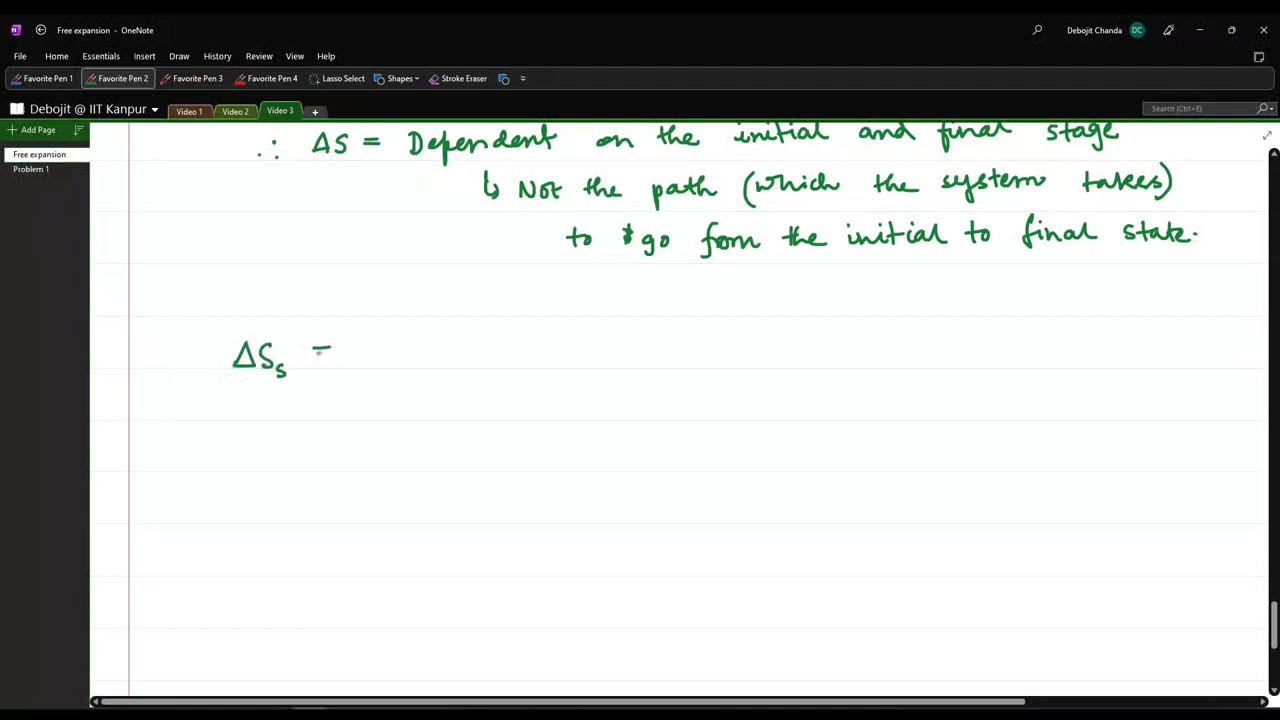 Free expansion - OneNote
Debojit Chanda DC
File Home Essentials Insert Draw History Review View Help
Favorite Pen 1 Favorite Pen 2 Favorite Pen 3 Favorite Pen 4 Lasso Select Shapes Stroke Eraser
Debojit @ IIT Kanpur Video 1 Video 2 Video 3 Search (Ctrl+E)
Add Page
Free expansion
Problem 1
∴ ΔS = Dependent on the initial and final stage
↳ Not the path (which the system takes)
to go from the initial to final state.
ΔS_s =